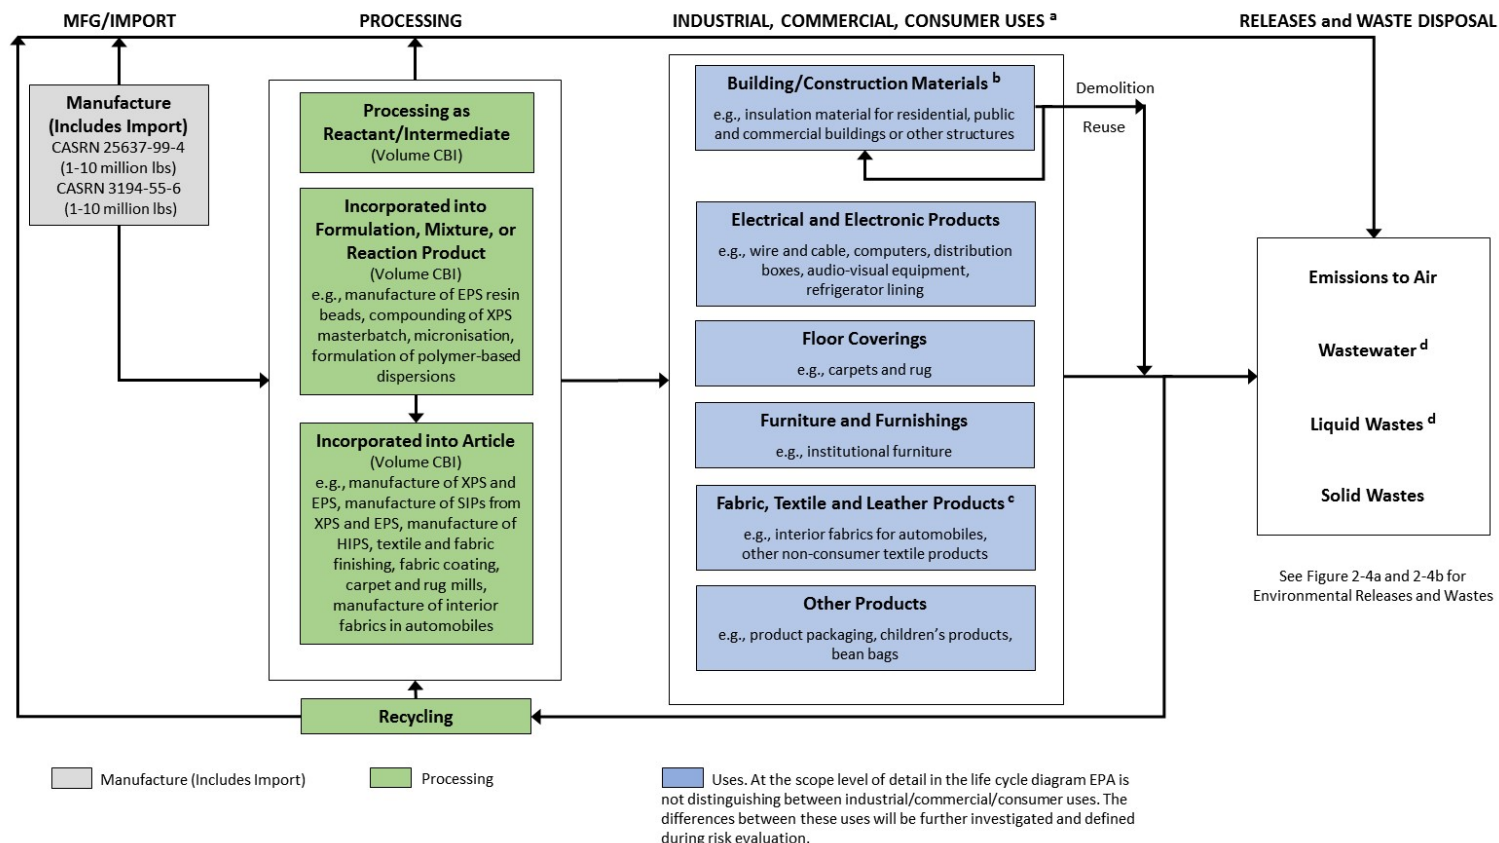 MFG/IMPORT
PROCESSING
INDUSTRIAL, COMMERCIAL, CONSUMER USES a
RELEASES and WASTE DISPOSAL
Manufacture
(Includes Import)
CASRN 25637-99-4
(1-10 million lbs)
CASRN 3194-55-6
(1-10 million lbs)
Processing as
Reactant/Intermediate
(Volume CBI)
Incorporated into
Formulation, Mixture, or
Reaction Product
(Volume CBI)
e.g., manufacture of EPS resin
beads, compounding of XPS
masterbatch, micronisation,
formulation of polymer-based
dispersions
Incorporated into Article
(Volume CBI)
e.g., manufacture of XPS and
EPS, manufacture of SIPs from
XPS and EPS, manufacture of
HIPS, textile and fabric
finishing, fabric coating,
carpet and rug mills,
manufacture of interior
fabrics in automobiles
Recycling
Building/Construction Materials b
e.g., insulation material for residential, public
and commercial buildings or other structures
Demolition
Reuse
Electrical and Electronic Products
e.g., wire and cable, computers, distribution
boxes, audio-visual equipment,
refrigerator lining
Floor Coverings
e.g., carpets and rug
Furniture and Furnishings
e.g., institutional furniture
Fabric, Textile and Leather Products c
e.g., interior fabrics for automobiles,
other non-consumer textile products
Other Products
e.g., product packaging, children's products,
bean bags
Emissions to Air
Wastewater d
Liquid Wastes d
Solid Wastes
See Figure 2-4a and 2-4b for
Environmental Releases and Wastes
Manufacture (Includes Import)
Processing
Uses. At the scope level of detail in the life cycle diagram EPA is
not distinguishing between industrial/commercial/consumer uses. The
differences between these uses will be further investigated and defined
during risk evaluation.